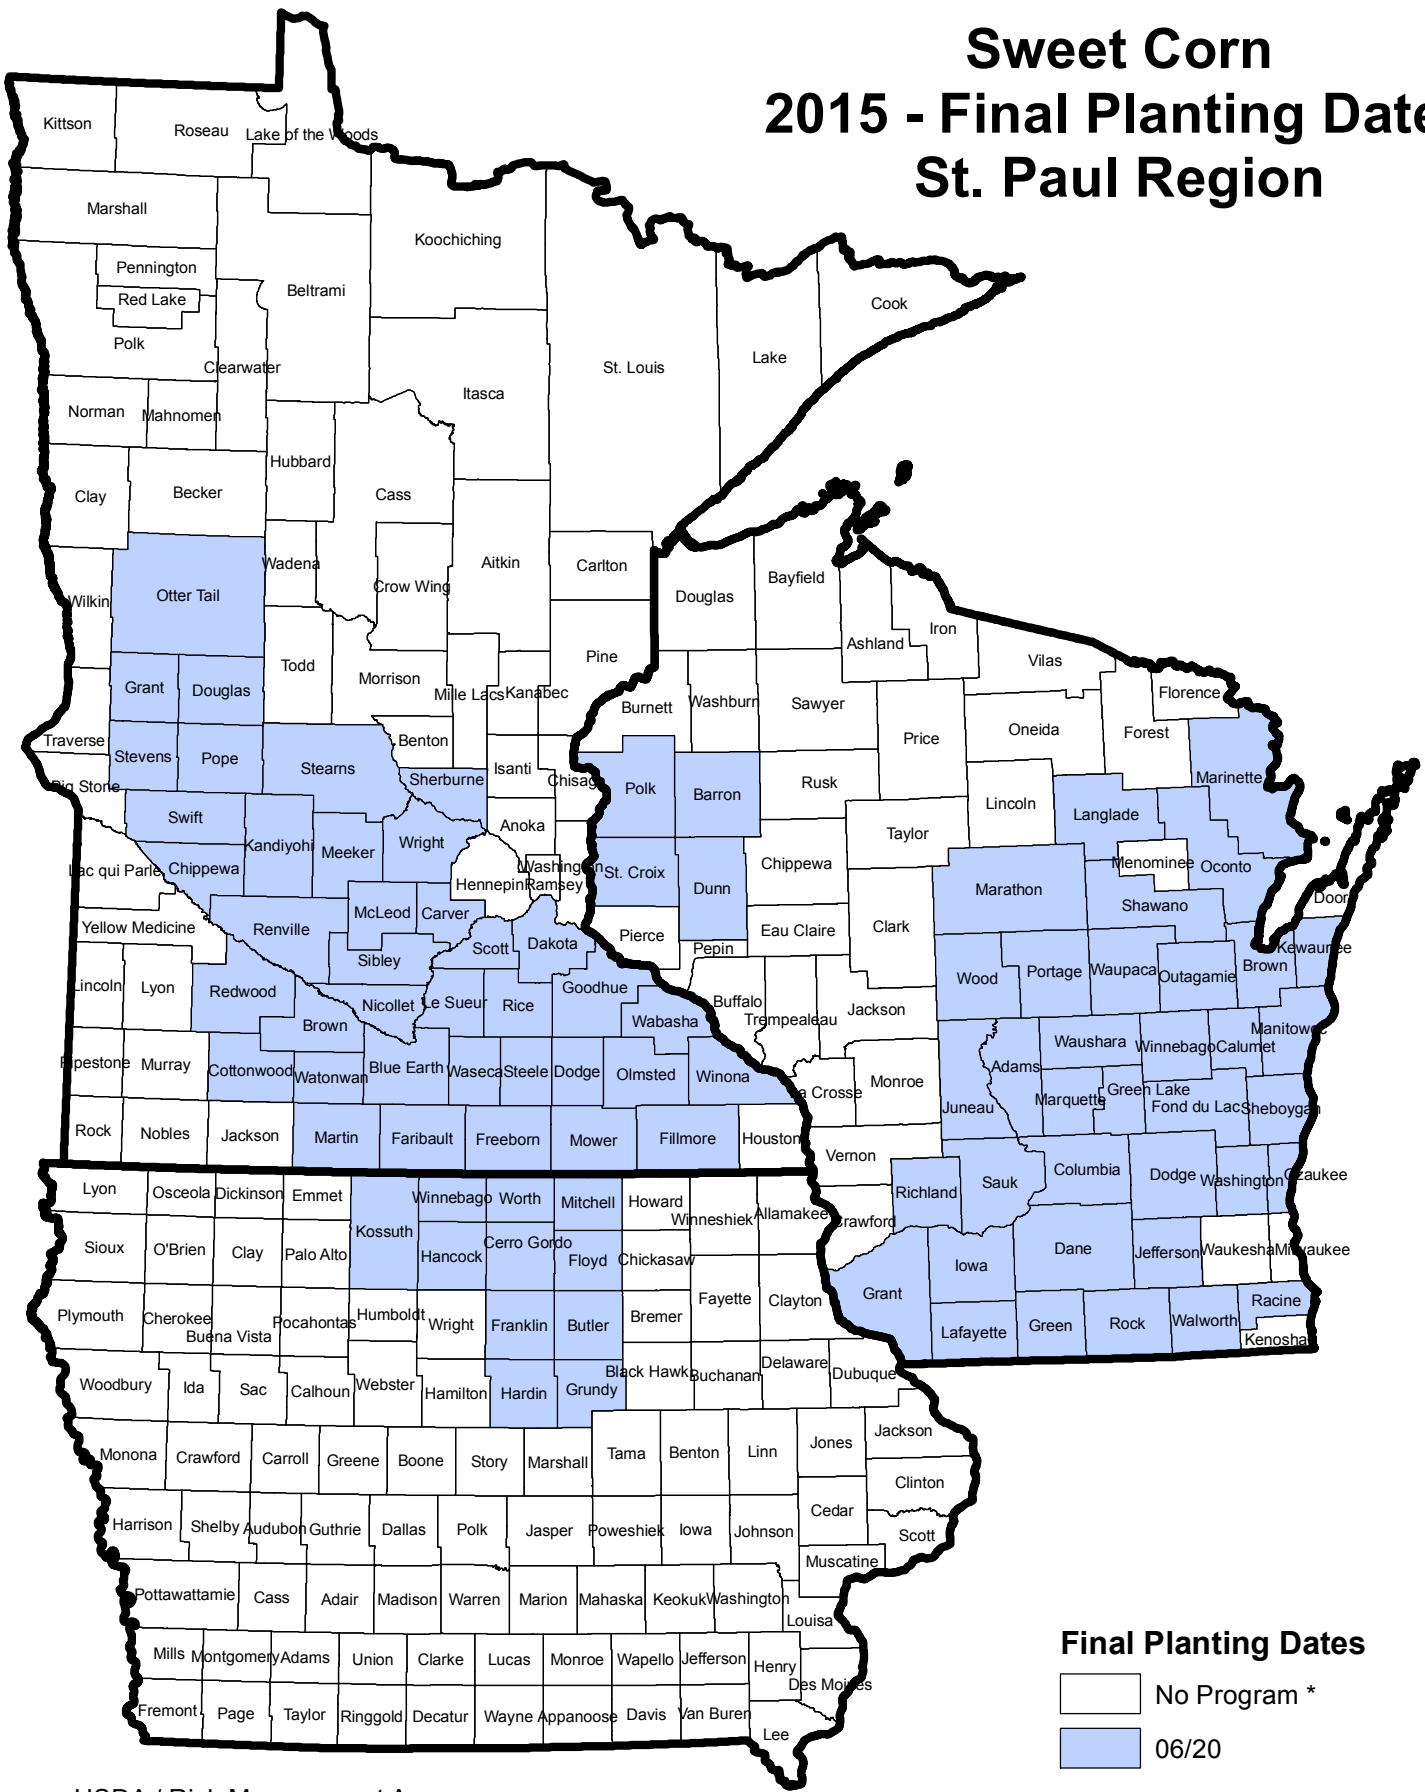 Sweet Corn
2015 - Final Planting Date
St. Paul Region
Kittson
Roseau
Lake of the Woods
Marshall
Koochiching
Pennington
Beltrami
Red Lake
Cook
Polk
Clearwater
St. Louis
Lake
Itasca
Norman
Mahnomen
Hubbard
Clay
Becker
Cass
Wadena
Aitkin
Carlton
Crow Wing
Otter Tail
Wilkin
Douglas
Bayfield
Ashland
Iron
Todd
Pine
Vilas
Morrison
Grant
Douglas
Mille Lacs
Kanabec
Burnett
Washburn
Sawyer
Florence
Traverse
Benton
Price
Oneida
Forest
Stevens
Pope
Stearns
Isanti
Sherburne
Chisago
Big Stone
Polk
Barron
Rusk
Marinette
Lincoln
Langlade
Swift
Anoka
Taylor
Kandiyohi
Meeker
Wright
Lac qui Parle
Chippewa
Washington
Hennepin
Ramsey
St. Croix
Dunn
Chippewa
Menominee
Oconto
Marathon
Door
Shawano
McLeod
Carver
Yellow Medicine
Renville
Scott
Dakota
Pierce
Pepin
Eau Claire
Clark
Sibley
Kewaunee
Wood
Portage
Waupaca
Outagamie
Brown
Lincoln
Lyon
Redwood
Nicollet
Le Sueur
Rice
Goodhue
Buffalo
Trempealeau
Jackson
Brown
Wabasha
Manitowoc
Waushara
Winnebago
Calumet
Pipestone
Murray
Cottonwood
Watonwan
Blue Earth
Waseca
Steele
Dodge
Olmsted
Winona
La Crosse
Monroe
Adams
Juneau
Marquette
Green Lake
Fond du Lac
Sheboygan
Rock
Nobles
Jackson
Martin
Faribault
Freeborn
Mower
Fillmore
Houston
Vernon
Richland
Sauk
Columbia
Dodge
Washington
Ozaukee
Lyon
Osceola
Dickinson
Emmet
Kossuth
Winnebago
Worth
Mitchell
Howard
Winneshiek
Allamakee
Crawford
Sioux
O'Brien
Clay
Palo Alto
Hancock
Cerro Gordo
Floyd
Chickasaw
Iowa
Dane
Jefferson
Waukesha
Milwaukee
Grant
Plymouth
Cherokee
Buena Vista
Pocahontas
Humboldt
Wright
Franklin
Butler
Bremer
Fayette
Clayton
Lafayette
Green
Rock
Walworth
Racine
Kenosha
Woodbury
Ida
Sac
Calhoun
Webster
Hamilton
Hardin
Grundy
Black Hawk
Buchanan
Delaware
Dubuque
Monona
Crawford
Carroll
Greene
Boone
Story
Marshall
Tama
Benton
Linn
Jones
Jackson
Clinton
Harrison
Shelby
Audubon
Guthrie
Dallas
Polk
Jasper
Poweshiek
Iowa
Johnson
Cedar
Scott
Muscatine
Pottawattamie
Cass
Adair
Madison
Warren
Marion
Mahaska
Keokuk
Washington
Louisa
Mills
Montgomery
Adams
Union
Clarke
Lucas
Monroe
Wapello
Jefferson
Henry
Des Moines
Fremont
Page
Taylor
Ringgold
Decatur
Wayne
Appanoose
Davis
Van Buren
Lee
Final Planting Dates
No Program *
06/20